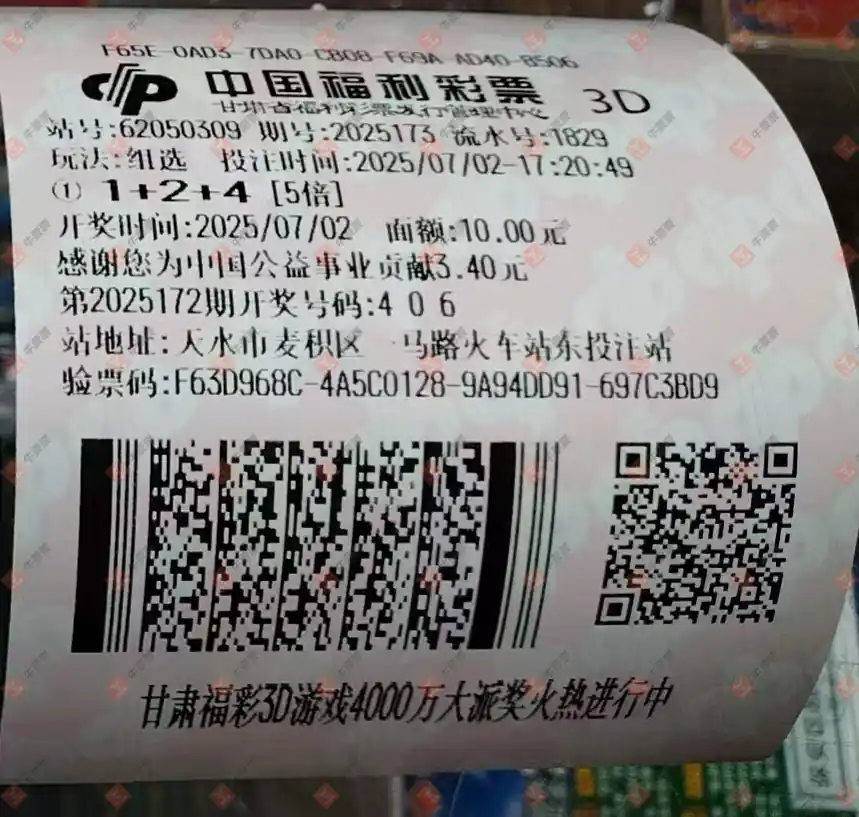 F65E-0AD3-7DA0-CB08-F69A-AD40-8506
中国福利彩票 3D
甘肃省福利彩票发行管理中心
站号:62050309 期号:2025173 流水号:1829
玩法:组选 投注时间:2025/07/02-17:20:49
① 1+2+4 [5倍]
开奖时间:2025/07/02 面额:10.00元
感谢您为中国公益事业贡献3.40元
第2025172期开奖号码:4 0 6
站地址:天水市麦积区一马路火车站东投注站
验票码:F63D968C-4A5C0128-9A94DD91-697C3BD9
甘肃福彩3D游戏4000万大派奖火热进行中